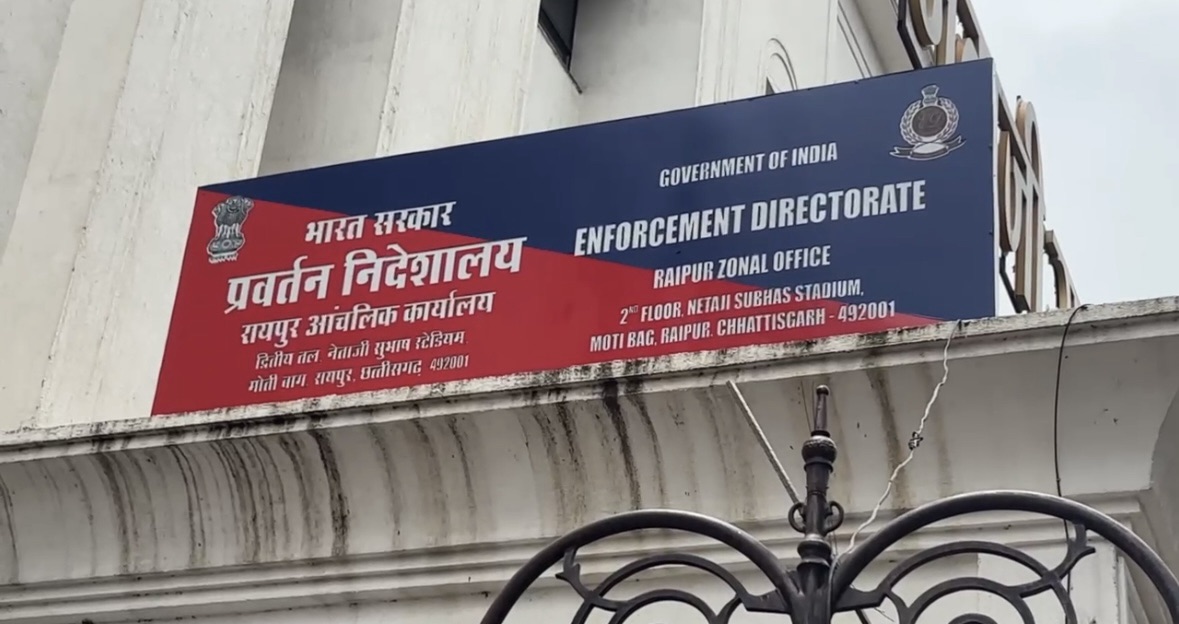 भारत सरकार
प्रवर्तन निदेशालय
रायपुर आंचलिक कार्यालय
द्वितीय तल नेताजी सुभाष स्टेडियम,
मोती बाग, रायपुर, छत्तीसगढ़ 492001
GOVERNMENT OF INDIA
ENFORCEMENT DIRECTORATE
RAIPUR ZONAL OFFICE
2ND FLOOR, NETAJI SUBHAS STADIUM,
MOTI BAG, RAIPUR, CHHATTISGARH - 492001